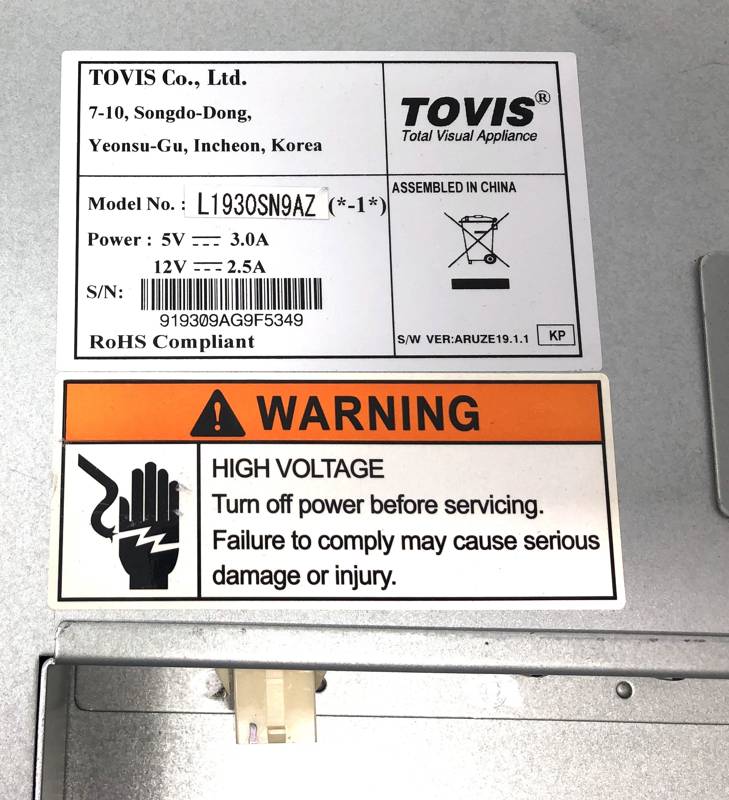 TOVIS Co., Ltd.
7-10, Songdo-Dong,
Yeonsu-Gu, Incheon, Korea
TOVIS®
Total Visual Appliance
Model No. : L1930SN9AZ (*-1*)
Power : 5V ⎓ 3.0A
12V ⎓ 2.5A
S/N:
919309AG9F5349
RoHS Compliant
ASSEMBLED IN CHINA
S/W VER:ARUZE19.1.1 KP
WARNING
HIGH VOLTAGE
Turn off power before servicing.
Failure to comply may cause serious
damage or injury.